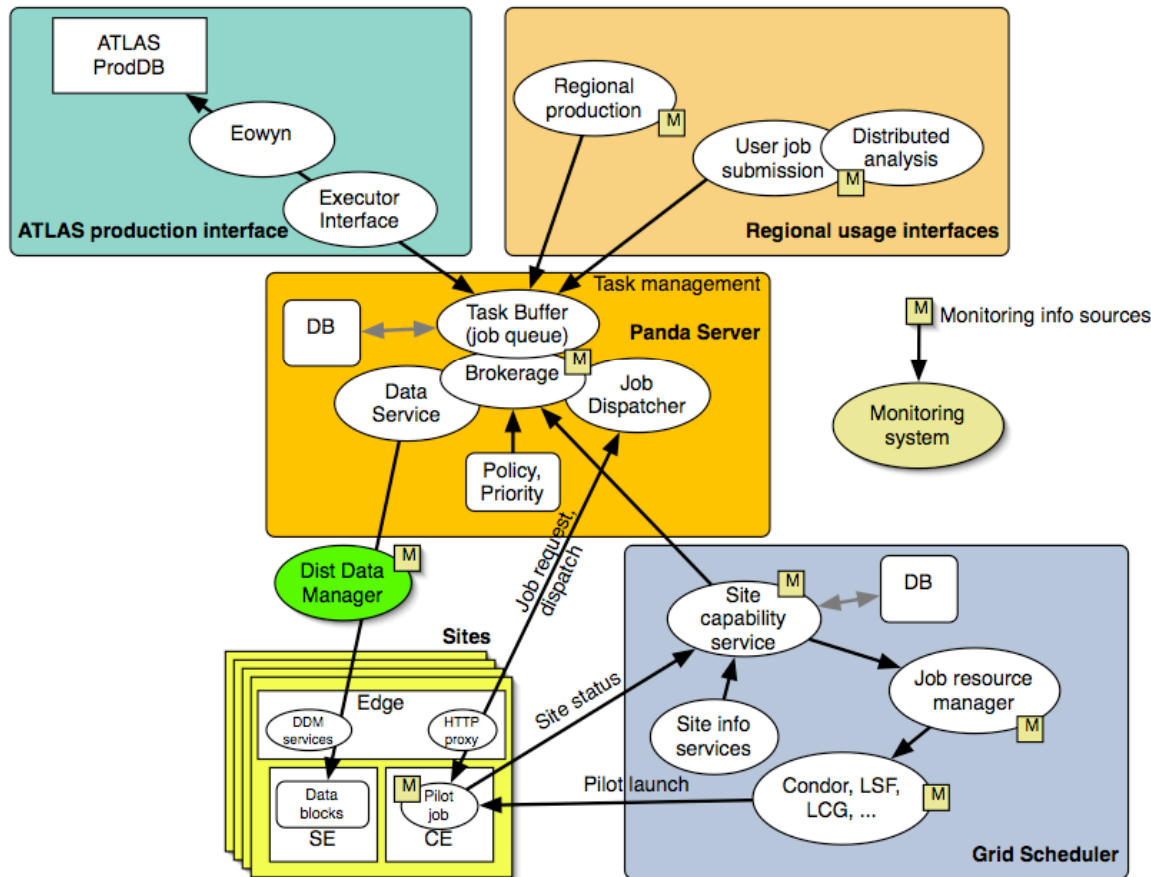 ATLAS
ProdDB
Eowyn
Executor
Interface
ATLAS production interface
Regional
production
M
User job
submission
M
Distributed
analysis
Regional usage interfaces
Task management
DB
Task Buffer
(job queue)
Panda Server
M
Brokerage
Data
Service
Job
Dispatcher
Policy,
Priority
M
Monitoring info sources
Monitoring
system
Job request,
dispatch
M
Dist Data
Manager
Sites
Edge
DDM
services
HTTP
proxy
Data
blocks
SE
M
Pilot
job
CE
Site status
Pilot launch
M
Site
capability
service
DB
Job resource
manager
M
Site info
services
Condor, LSF,
LCG, ...
M
Grid Scheduler